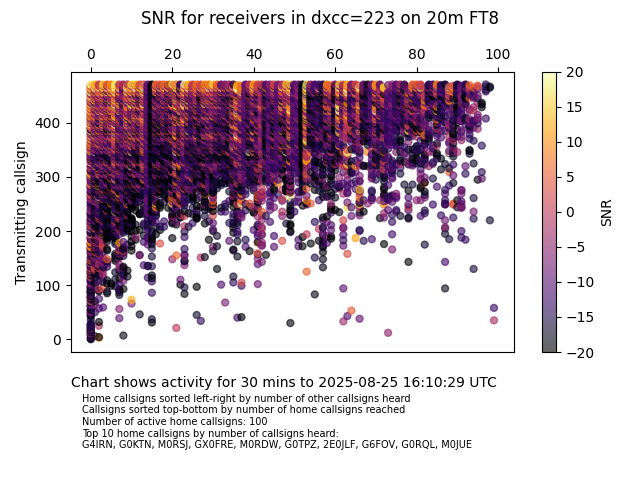 SNR for receivers in dxcc=223 on 20m FT8
0 20 40 60 80 100
Transmitting callsign
400
300
200
100
0
20
15
10
5
0
−5
−10
−15
−20
SNR
Chart shows activity for 30 mins to 2025-08-25 16:10:29 UTC
Home callsigns sorted left-right by number of other callsigns heard
Callsigns sorted top-bottom by number of home callsigns reached
Number of active home callsigns: 100
Top 10 home callsigns by number of callsigns heard:
G4IRN, G0KTN, M0RSJ, GX0FRE, M0RDW, G0TPZ, 2E0JLF, G6FOV, G0RQL, M0JUE